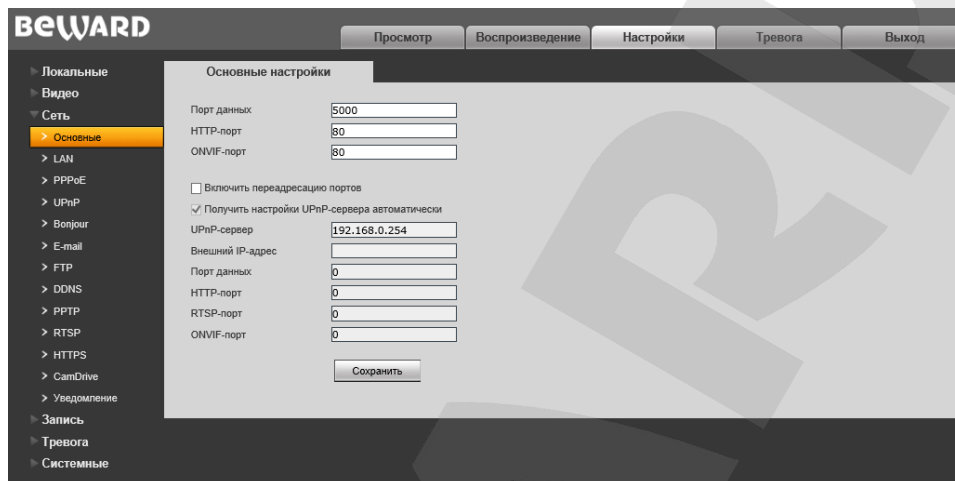 BEWARD
Просмотр
Воспроизведение
Настройки
Тревога
Выход
Локальные
Видео
Сеть
Основные
LAN
PPPoE
UPnP
Bonjour
E-mail
FTP
DDNS
PPTP
RTSP
HTTPS
CamDrive
Уведомление
Запись
Тревога
Системные
Основные настройки
Порт данных 5000
HTTP-порт 80
ONVIF-порт 80
Включить переадресацию портов
Получить настройки UPnP-сервера автоматически
UPnP-сервер 192.168.0.254
Внешний IP-адрес
Порт данных 0
HTTP-порт 0
RTSP-порт 0
ONVIF-порт 0
Сохранить